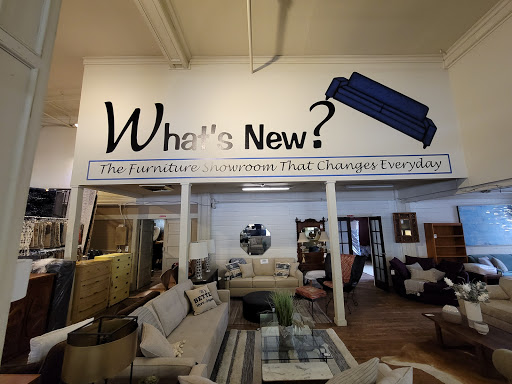 What's New?
The Furniture Showroom That Changes Everyday